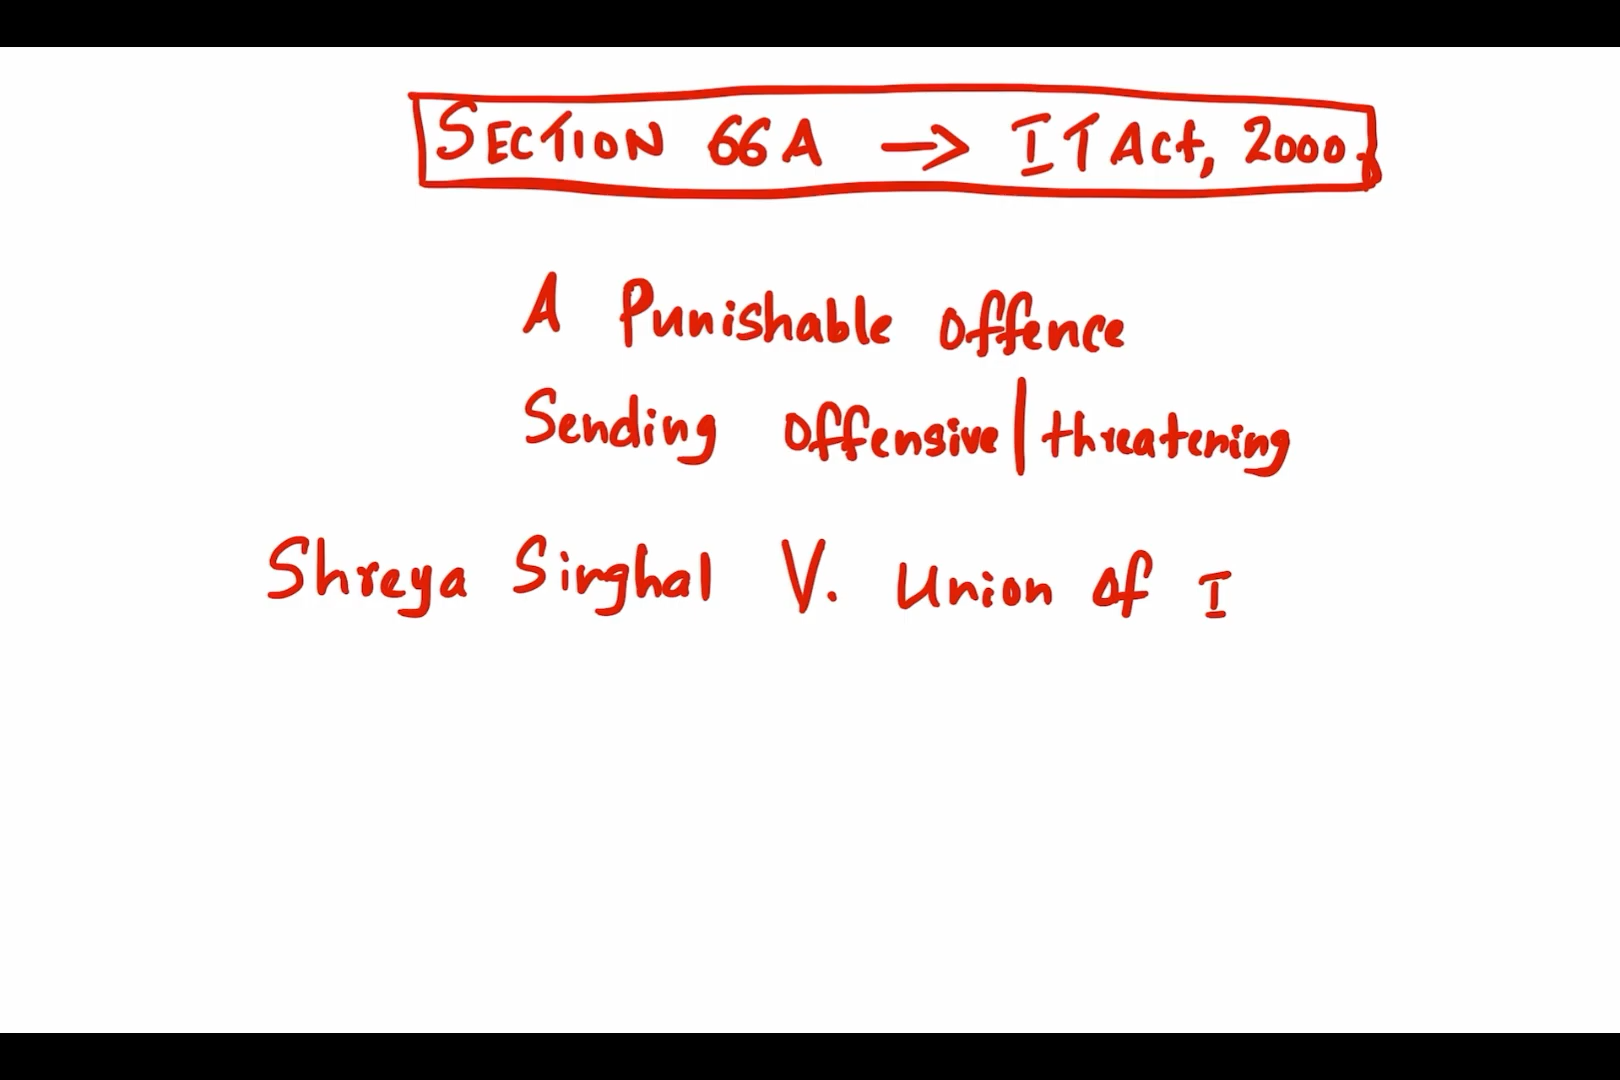 SECTION 66A → IT Act, 2000.
A Punishable offence
Sending offensive|threatening
Shreya Singhal V. Union of I